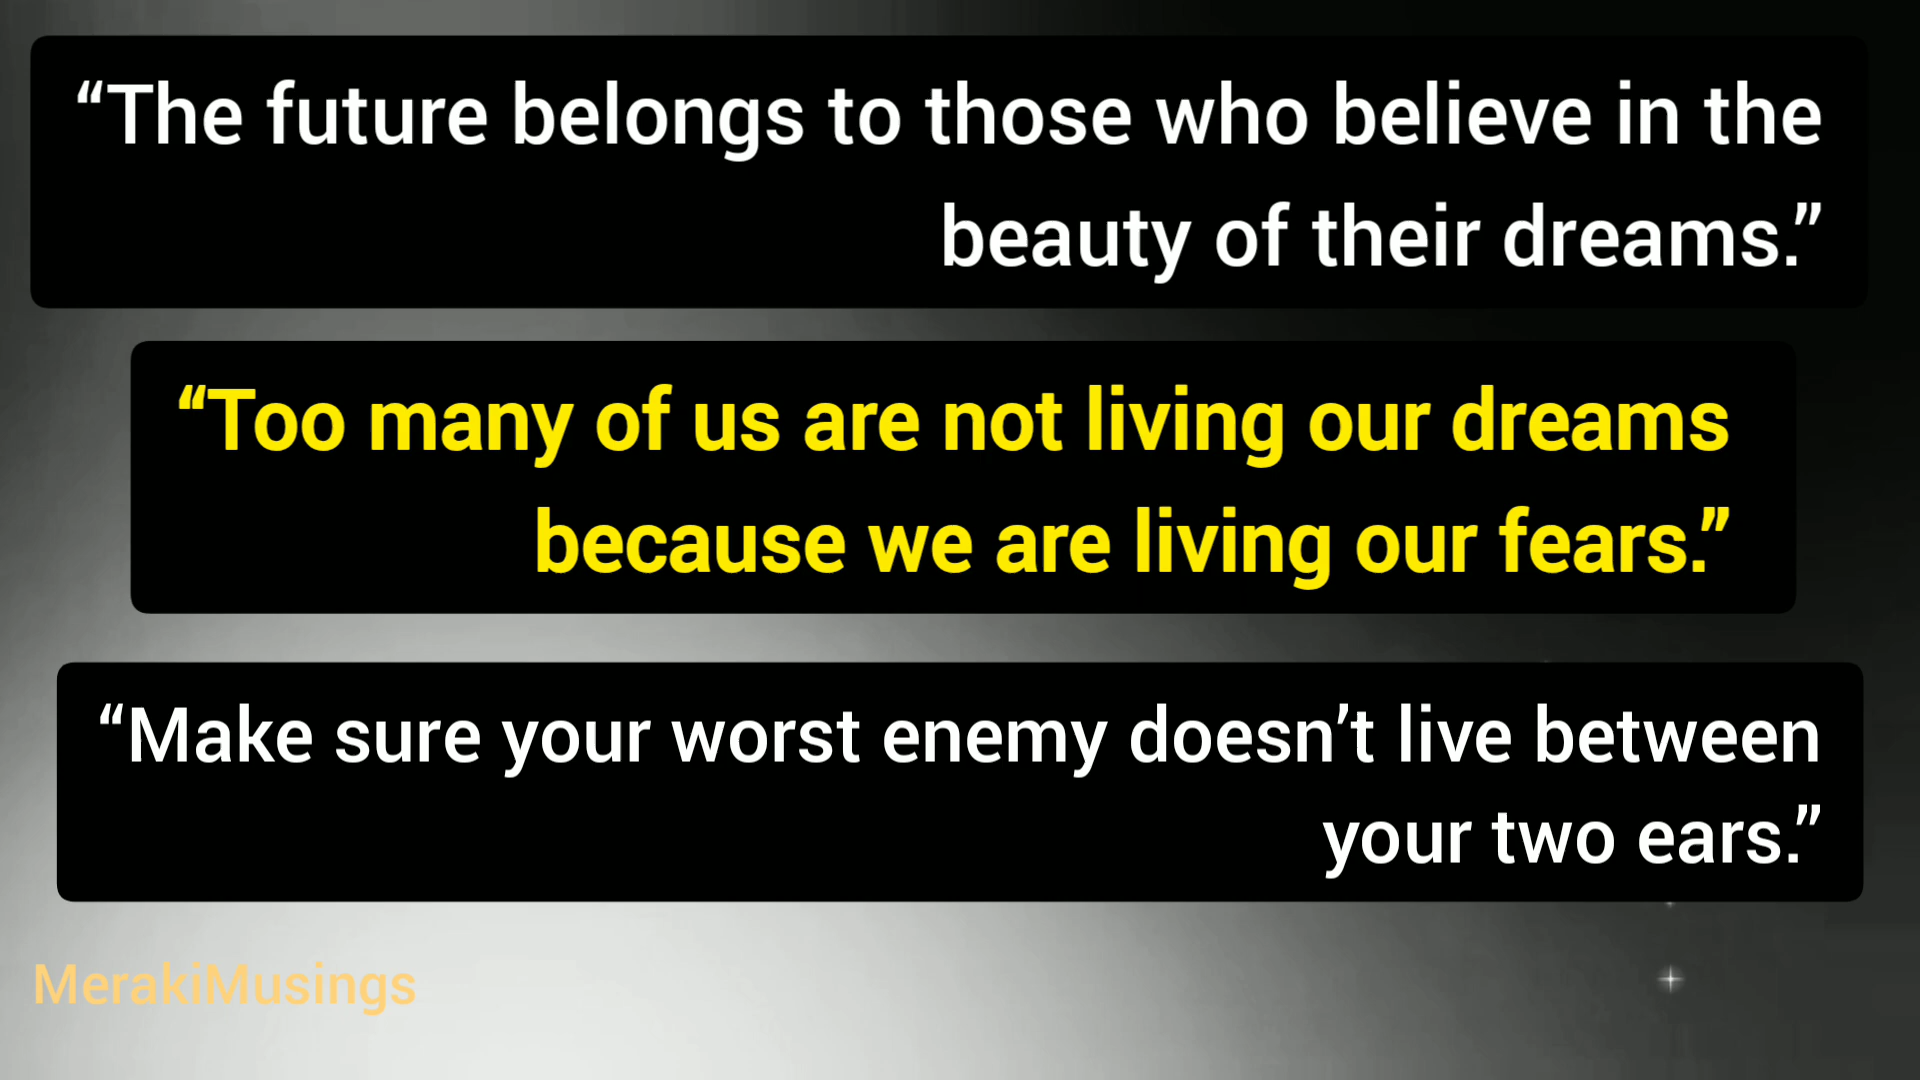 “The future belongs to those who believe in the
beauty of their dreams.”
“Too many of us are not living our dreams
because we are living our fears.”
“Make sure your worst enemy doesn’t live between
your two ears.”
MerakiMusings